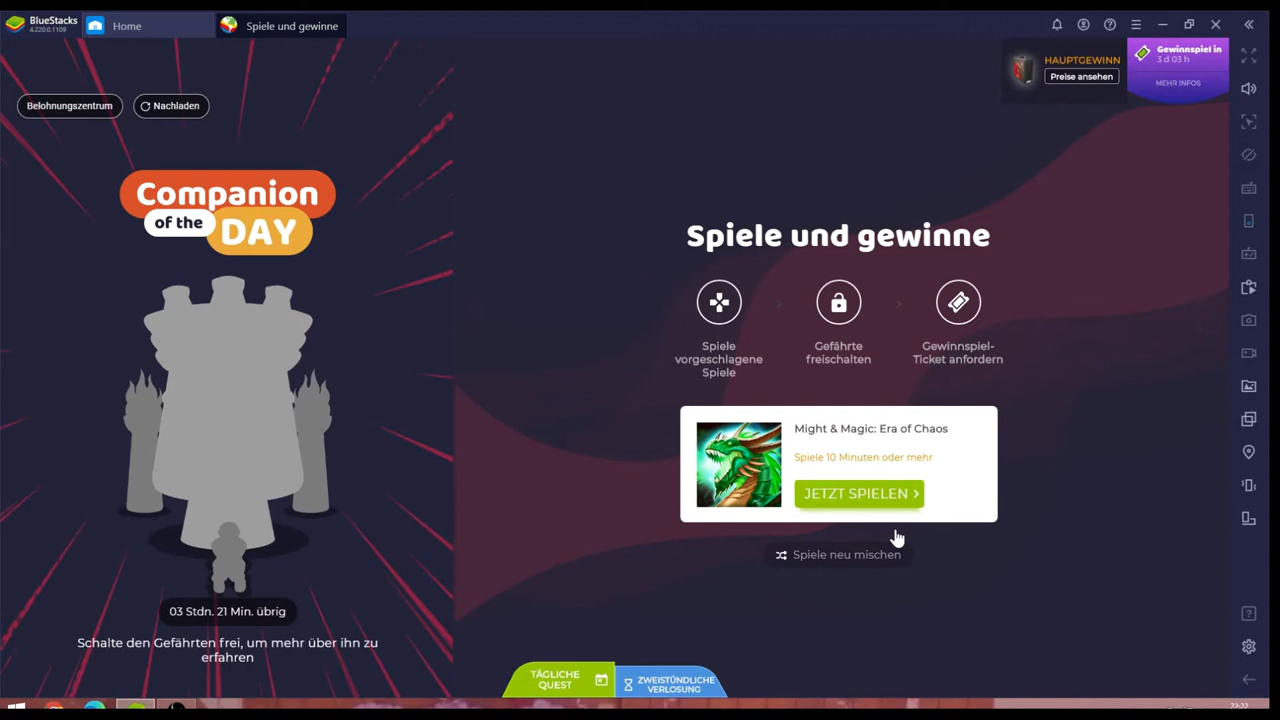 BlueStacks
4.220.0.1109
Home
Spiele und gewinne
Belohnungszentrum
Nachladen
HAUPTGEWINN
Preise ansehen
Gewinnspiel in
3 d 03 h
MEHR INFOS
Companion
of the
DAY
03 Stdn. 21 Min. übrig
Schalte den Gefährten frei, um mehr über ihn zu
erfahren
Spiele und gewinne
Spiele
vorgeschlagene
Spiele
Gefährte
freischalten
Gewinnspiel-
Ticket anfordern
Might & Magic: Era of Chaos
Spiele 10 Minuten oder mehr
JETZT SPIELEN
Spiele neu mischen
TÄGLICHE
QUEST
ZWEISTÜNDLICHE
VERLOSUNG
22:22